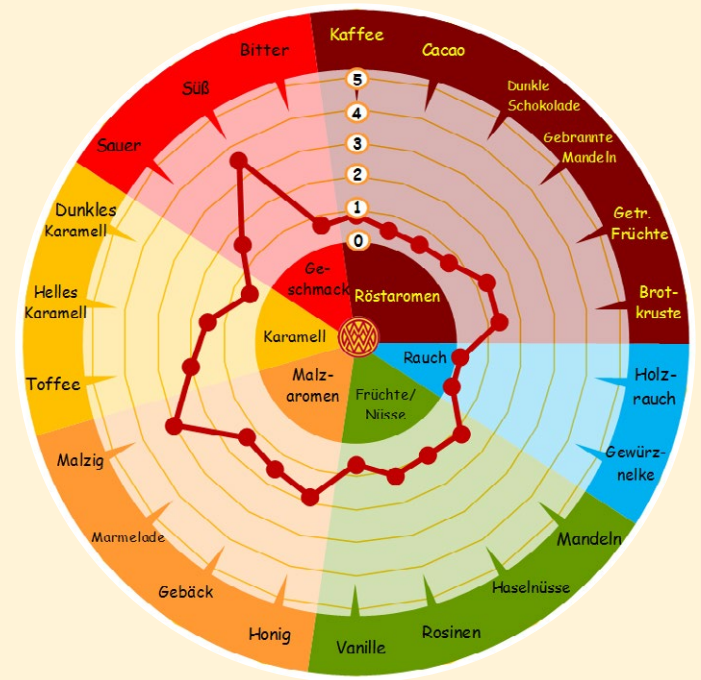 Kaffee
Cacao
Dunkle
Schokolade
Gebrannte
Mandeln
Getr.
Früchte
Brot-
kruste
Holz-
rauch
Gewürz-
nelke
Mandeln
Haselnüsse
Rosinen
Vanille
Honig
Gebäck
Marmelade
Malzig
Toffee
Helles
Karamell
Dunkles
Karamell
Sauer
Süß
Bitter
5
4
3
2
1
0
Ge-
schmack
Röstaromen
Karamell
Rauch
Malz-
aromen
Früchte/
Nüsse